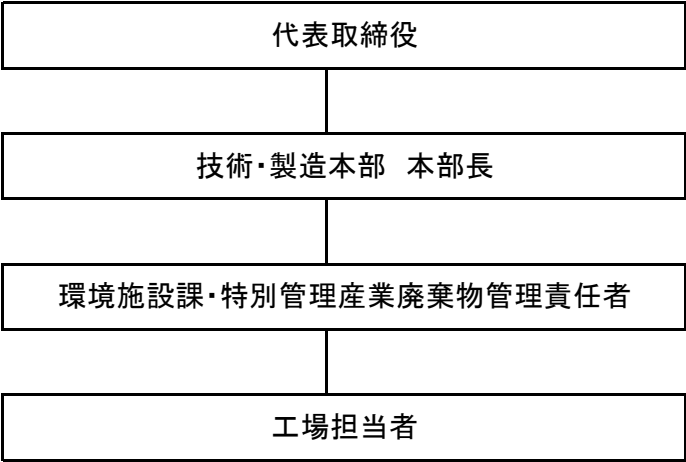 代表取締役
技術・製造本部　本部長
環境施設課・特別管理産業廃棄物管理責任者
工場担当者